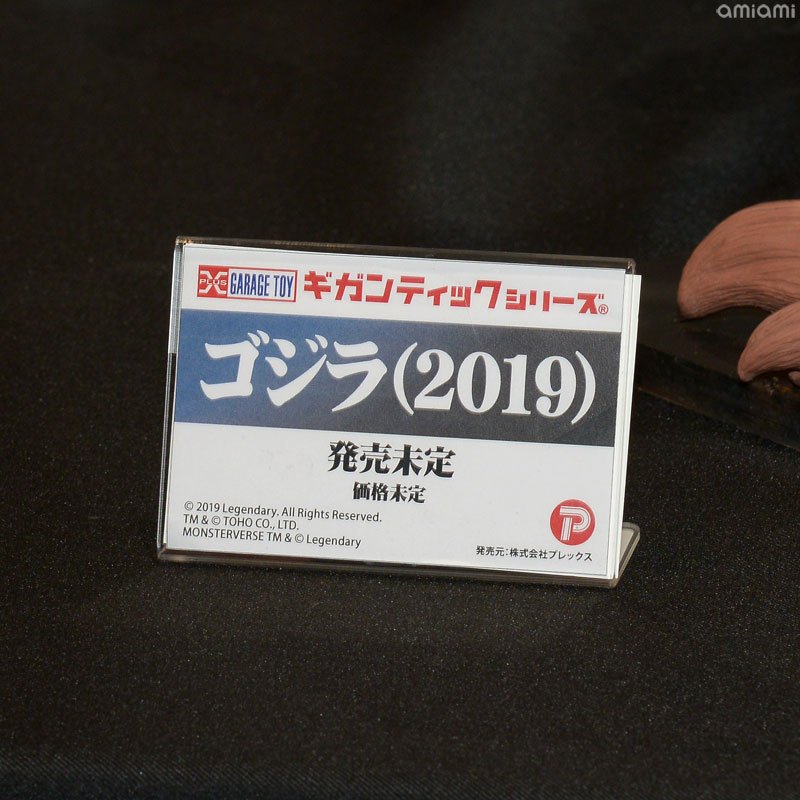 amiami
X PLUS GARAGE TOY ギガンティックシリーズ®
ゴジラ(2019)
発売未定
価格未定
© 2019 Legendary. All Rights Reserved.
TM & © TOHO CO., LTD.
MONSTERVERSE TM & © Legendary
P
発売元:株式会社プレックス